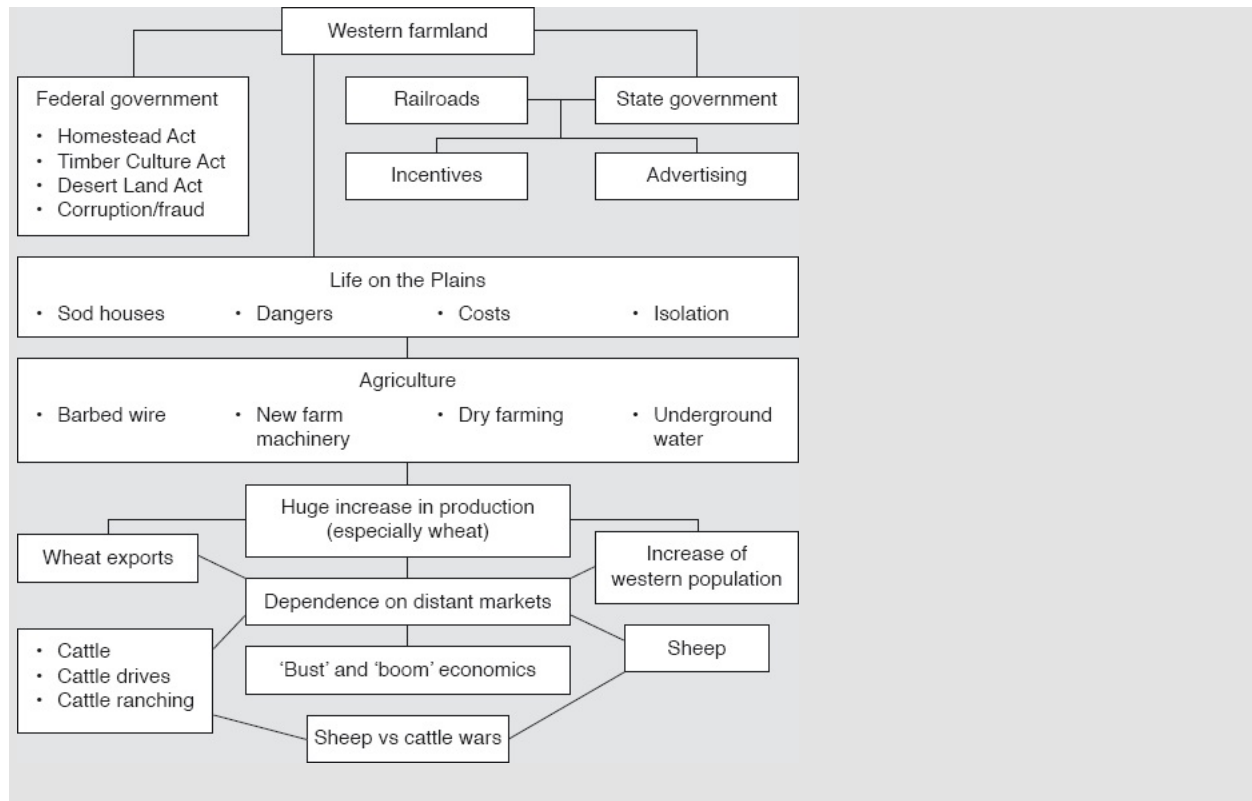 Western farmland
Federal government
• Homestead Act
• Timber Culture Act
• Desert Land Act
• Corruption/fraud
Railroads
State government
Incentives
Advertising
Life on the Plains
• Sod houses
• Dangers
• Costs
• Isolation
Agriculture
• Barbed wire
• New farm
machinery
• Dry farming
• Underground
water
Huge increase in production
(especially wheat)
Wheat exports
Increase of
western population
Dependence on distant markets
• Cattle
• Cattle drives
• Cattle ranching
‘Bust’ and ‘boom’ economics
Sheep
Sheep vs cattle wars